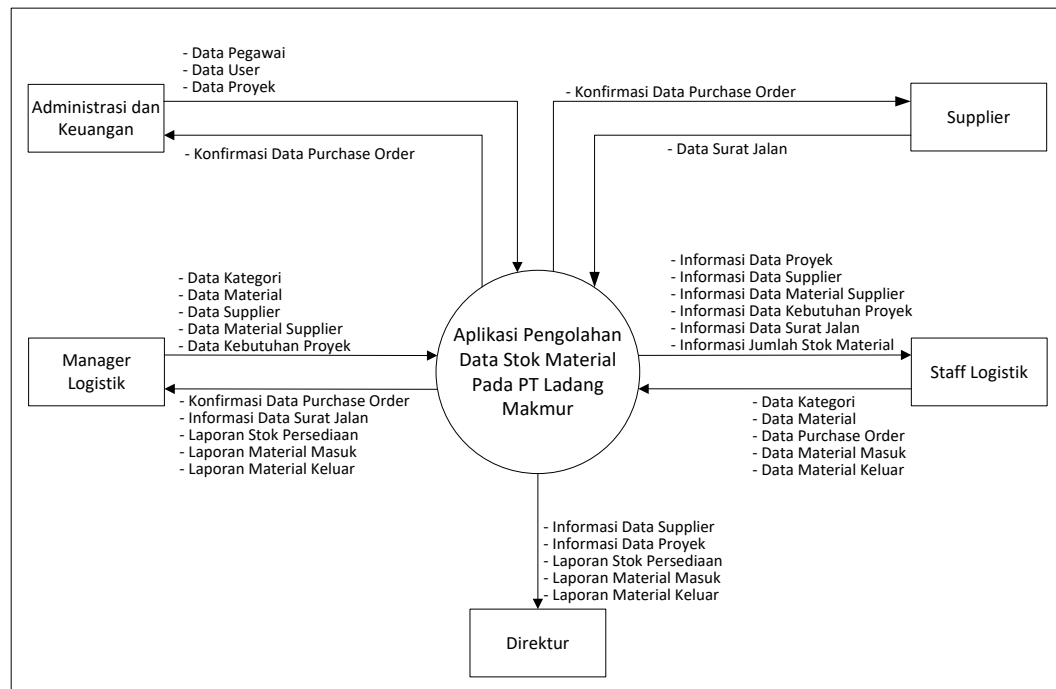 - Data Pegawai
- Data User
- Data Proyek
Administrasi dan
Keuangan
- Konfirmasi Data Purchase Order
- Konfirmasi Data Purchase Order
Supplier
- Data Surat Jalan
- Data Kategori
- Data Material
- Data Supplier
- Data Material Supplier
- Data Kebutuhan Proyek
Manager
Logistik
- Konfirmasi Data Purchase Order
- Informasi Data Surat Jalan
- Laporan Stok Persediaan
- Laporan Material Masuk
- Laporan Material Keluar
Aplikasi Pengolahan
Data Stok Material
Pada PT Ladang
Makmur
- Informasi Data Proyek
- Informasi Data Supplier
- Informasi Data Material Supplier
- Informasi Data Kebutuhan Proyek
- Informasi Data Surat Jalan
- Informasi Jumlah Stok Material
Staff Logistik
- Data Kategori
- Data Material
- Data Purchase Order
- Data Material Masuk
- Data Material Keluar
- Informasi Data Supplier
- Informasi Data Proyek
- Laporan Stok Persediaan
- Laporan Material Masuk
- Laporan Material Keluar
Direktur